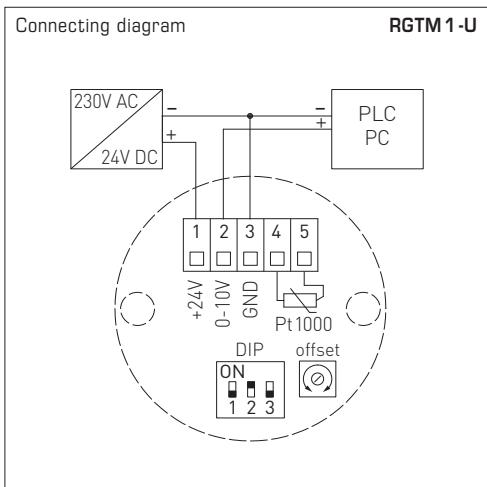 Connecting diagram RGTM 1 -U
230V AC
24V DC
–
+
–
+
PLC
PC
1 2 3 4 5
+24V
0-10V
GND
Pt1000
DIP
offset
ON
1 2 3